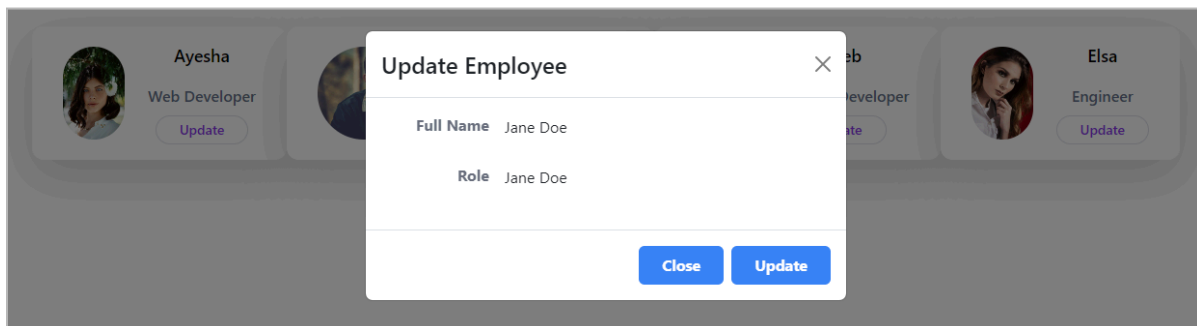 Ayesha
Web Developer
Update
Update Employee
Full Name Jane Doe
Role Jane Doe
Close Update
eb
eveloper
ate
Elsa
Engineer
Update